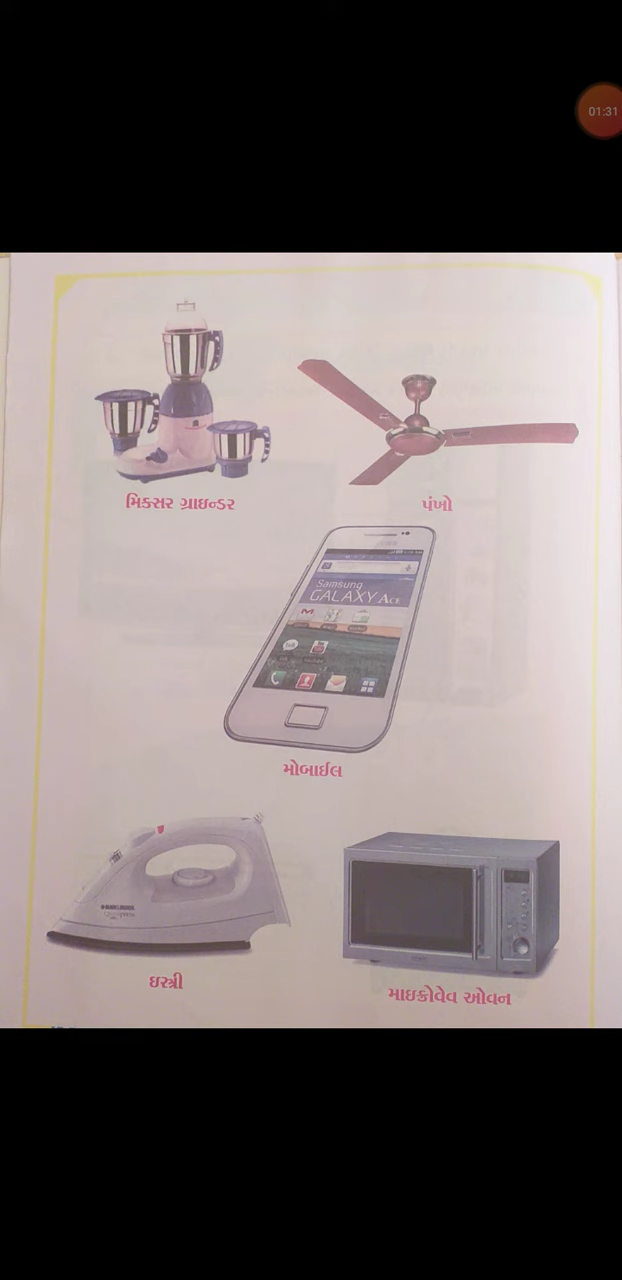 01:31
મિક્સર ગ્રાઇન્ડર
પંખો
Samsung
GALAXY ACE
મોબાઈલ
ઇસ્ત્રી
માઇક્રોવેવ ઓવન